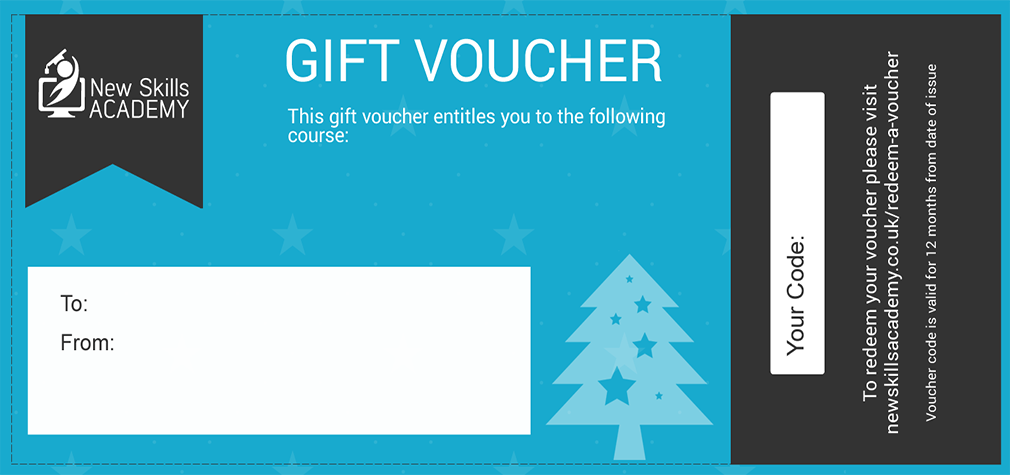 New Skills
ACADEMY
GIFT VOUCHER
This gift voucher entitles you to the following
course:
To:
From:
Your Code:
To redeem your voucher please visit
newskillsacademy.co.uk/redeem-a-voucher
Voucher code is valid for 12 months from date of issue